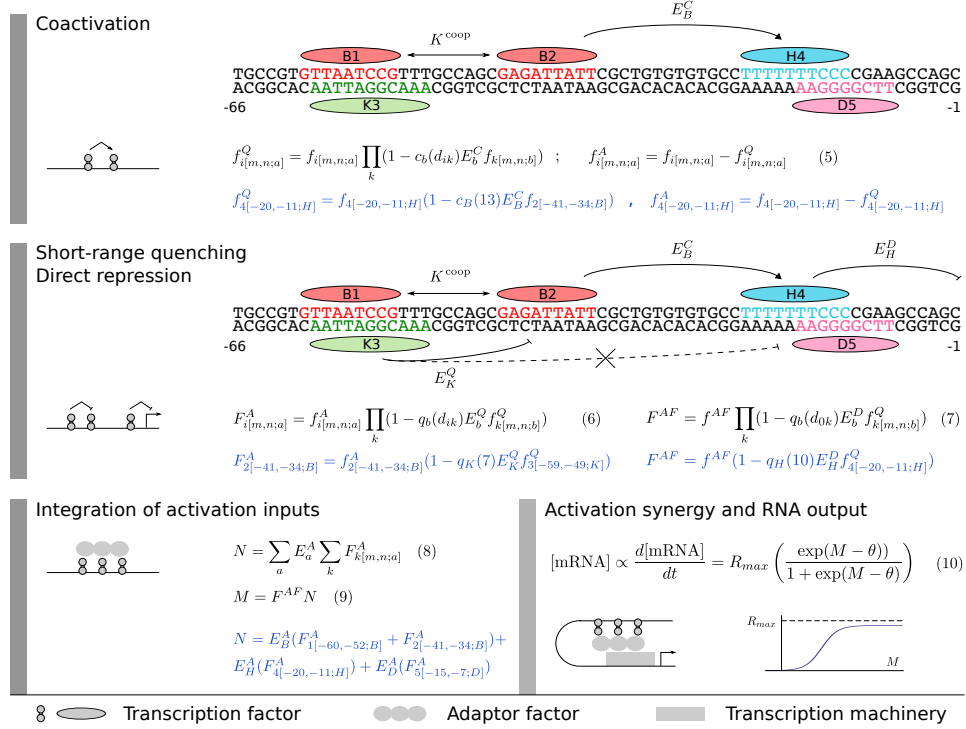 Coactivation
K^coop
E_B^C
B1
B2
H4
TGCCGTGTTAATCCGTTTGCCAGCGAGATTATTCGCTGTGTGTGCCTTTTTTTCCCCGAAGCCAGC
ACGGCACAATTAGGCAAACGGTCGCTCTAATAAGCGACACACACGGAAAAAAAGGGGCTTCGGTCG
-66
K3
D5
-1
f^Q_{i[m,n;a]} = f_{i[m,n;a]} ∏_k (1 − c_b(d_{ik})E_b^C f_{k[m,n;b]}) ; f^A_{i[m,n;a]} = f_{i[m,n;a]} − f^Q_{i[m,n;a]} (5)
f^Q_{4[−20,−11;H]} = f_{4[−20,−11;H]}(1 − c_B(13)E_B^C f_{2[−41,−34;B]}) , f^A_{4[−20,−11;H]} = f_{4[−20,−11;H]} − f^Q_{4[−20,−11;H]}
Short-range quenching
Direct repression
K^coop
E_B^C
E_H^D
B1
B2
H4
TGCCGTGTTAATCCGTTTGCCAGCGAGATTATTCGCTGTGTGTGCCTTTTTTTCCCCGAAGCCAGC
ACGGCACAATTAGGCAAACGGTCGCTCTAATAAGCGACACACACGGAAAAAAAGGGGCTTCGGTCG
-66
K3
D5
-1
E_K^Q
F^A_{i[m,n;a]} = f^A_{i[m,n;a]} ∏_k (1 − q_b(d_{ik})E_b^Q f^Q_{k[m,n;b]}) (6)
F^{AF} = f^{AF} ∏_k (1 − q_b(d_{0k})E_b^D f^Q_{k[m,n;b]}) (7)
F^A_{2[−41,−34;B]} = f^A_{2[−41,−34;B]}(1 − q_K(7)E_K^Q f^Q_{3[−59,−49;K]})
F^{AF} = f^{AF}(1 − q_H(10)E_H^D f^Q_{4[−20,−11;H]})
Integration of activation inputs
N = ∑_a E_a^A ∑_k F^A_{k[m,n;a]} (8)
M = F^{AF} N (9)
N = E_B^A(F^A_{1[−60,−52;B]} + F^A_{2[−41,−34;B]})+
E_H^A(F^A_{4[−20,−11;H]}) + E_D^A(F^A_{5[−15,−7;D]})
Activation synergy and RNA output
[mRNA] ∝ d[mRNA]/dt = R_{max} (exp(M − θ))/(1 + exp(M − θ)) (10)
R_{max}
M
Transcription factor
Adaptor factor
Transcription machinery